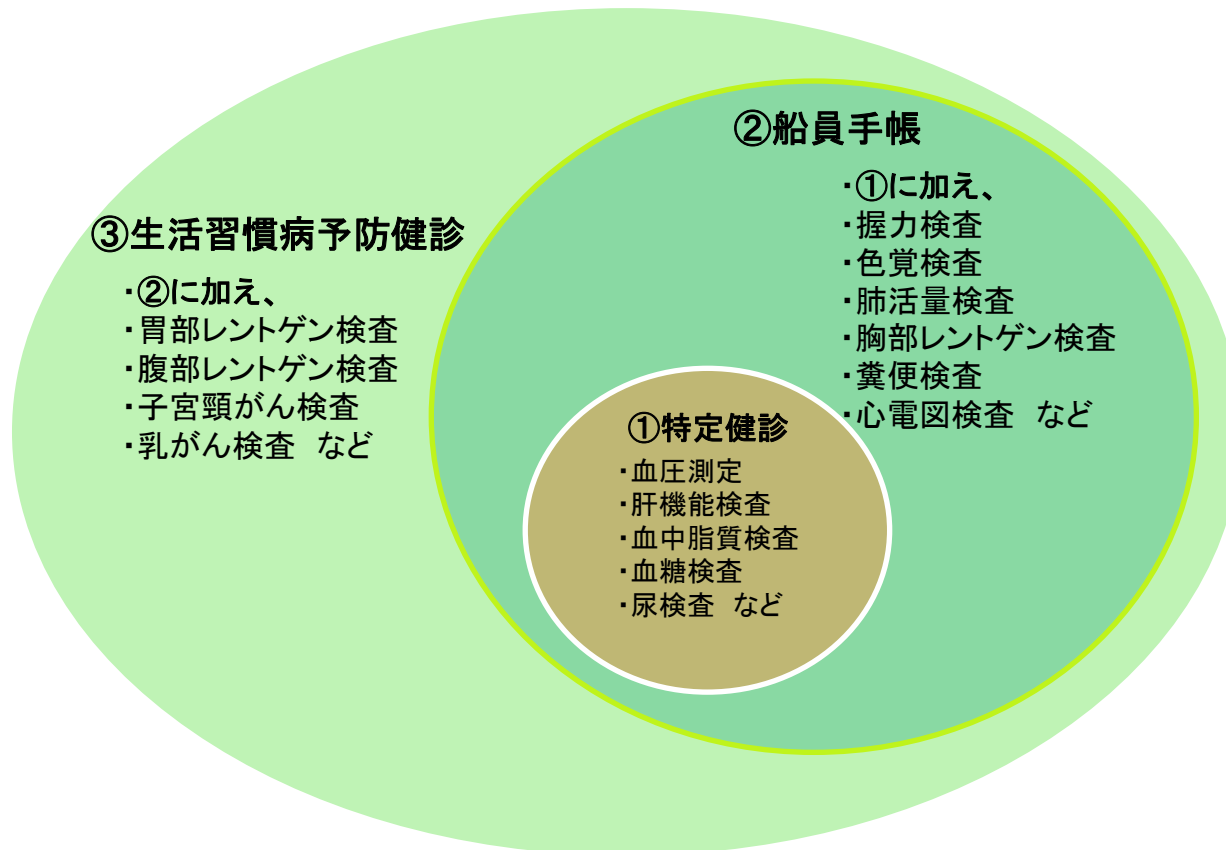 ②船員手帳
・①に加え、
・握力検査
・色覚検査
・肺活量検査
・胸部レントゲン検査
・糞便検査
・心電図検査　など
③生活習慣病予防健診
・②に加え、
・胃部レントゲン検査
・腹部レントゲン検査
・子宮頸がん検査
・乳がん検査　など
①特定健診
・血圧測定
・肝機能検査
・血中脂質検査
・血糖検査
・尿検査　など